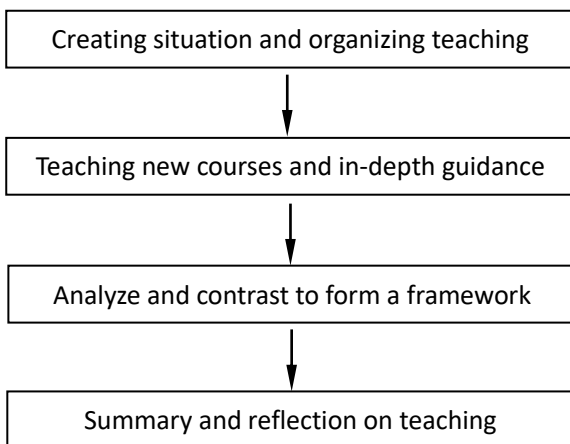 Creating situation and organizing teaching
Teaching new courses and in-depth guidance
Analyze and contrast to form a framework
Summary and reflection on teaching